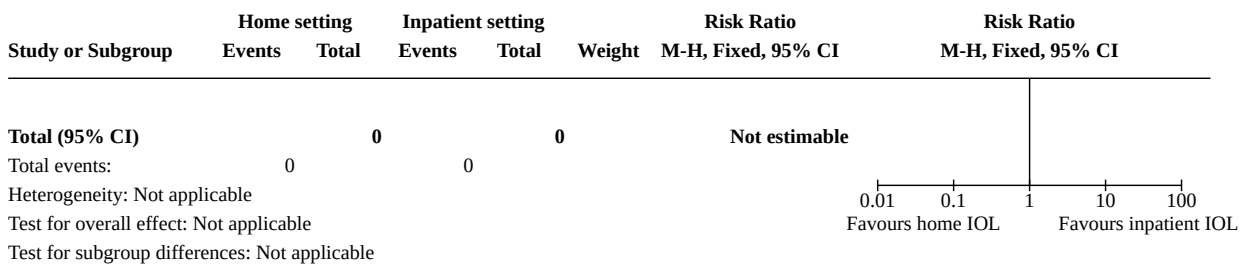 Home setting Inpatient setting Risk Ratio Risk Ratio
Study or Subgroup Events Total Events Total Weight M-H, Fixed, 95% CI M-H, Fixed, 95% CI
Total (95% CI) 0 0 Not estimable
Total events: 0 0
Heterogeneity: Not applicable
0.01 0.1 1 10 100
Test for overall effect: Not applicable Favours home IOL Favours inpatient IOL
Test for subgroup differences: Not applicable